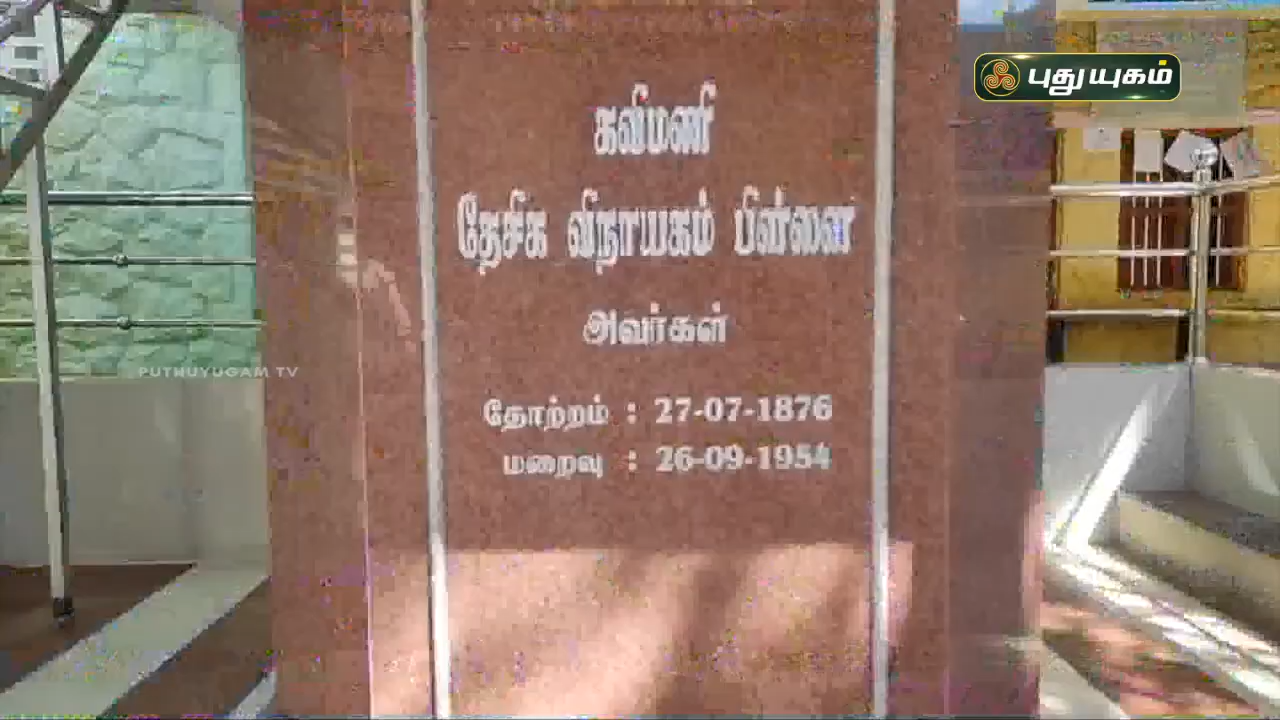 புதுயுகம்
கவிமணி
தேசிக விநாயகம் பிள்ளை
அவர்கள்
PUTHUYUGAM TV
தோற்றம் : 27-07-1876
மறைவு : 26-09-1954